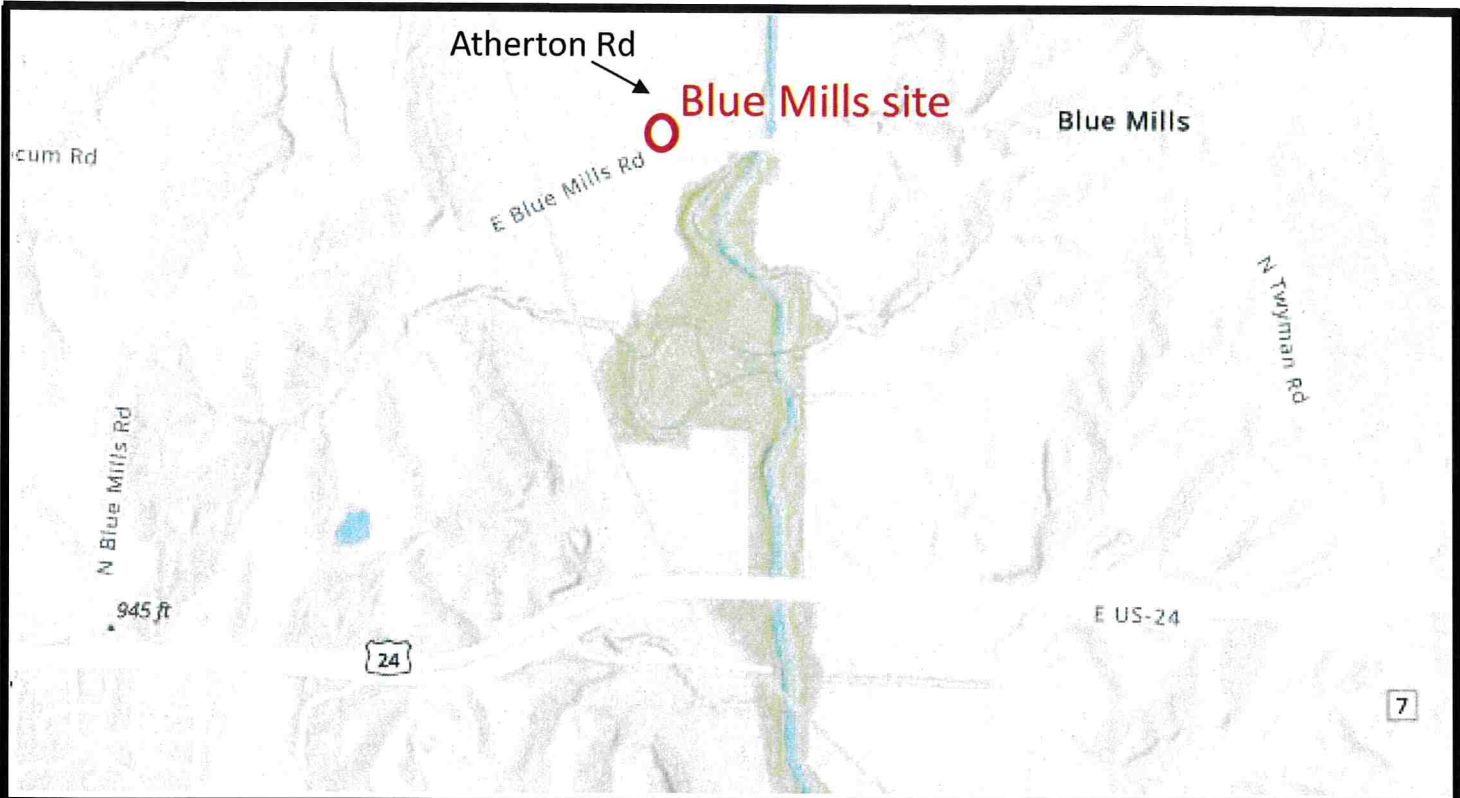 Atherton Rd
Blue Mills site
Blue Mills
cum Rd
E Blue Mills Rd
N Twyman Rd
N Blue Mills Rd
945 ft
E US-24
24
7